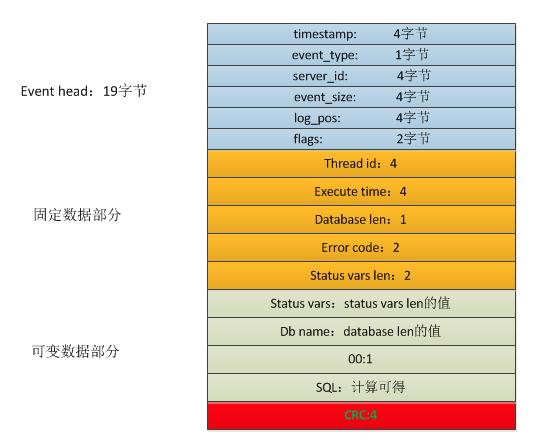 timestamp: 4字节
event_type: 1字节
server_id: 4字节
Event head：19字节
event_size: 4字节
log_pos: 4字节
flags: 2字节
Thread id：4
Execute time：4
固定数据部分
Database len：1
Error code：2
Status vars len：2
Status vars：status vars len的值
Db name：database len的值
可变数据部分
00:1
SQL：计算可得
CRC:4